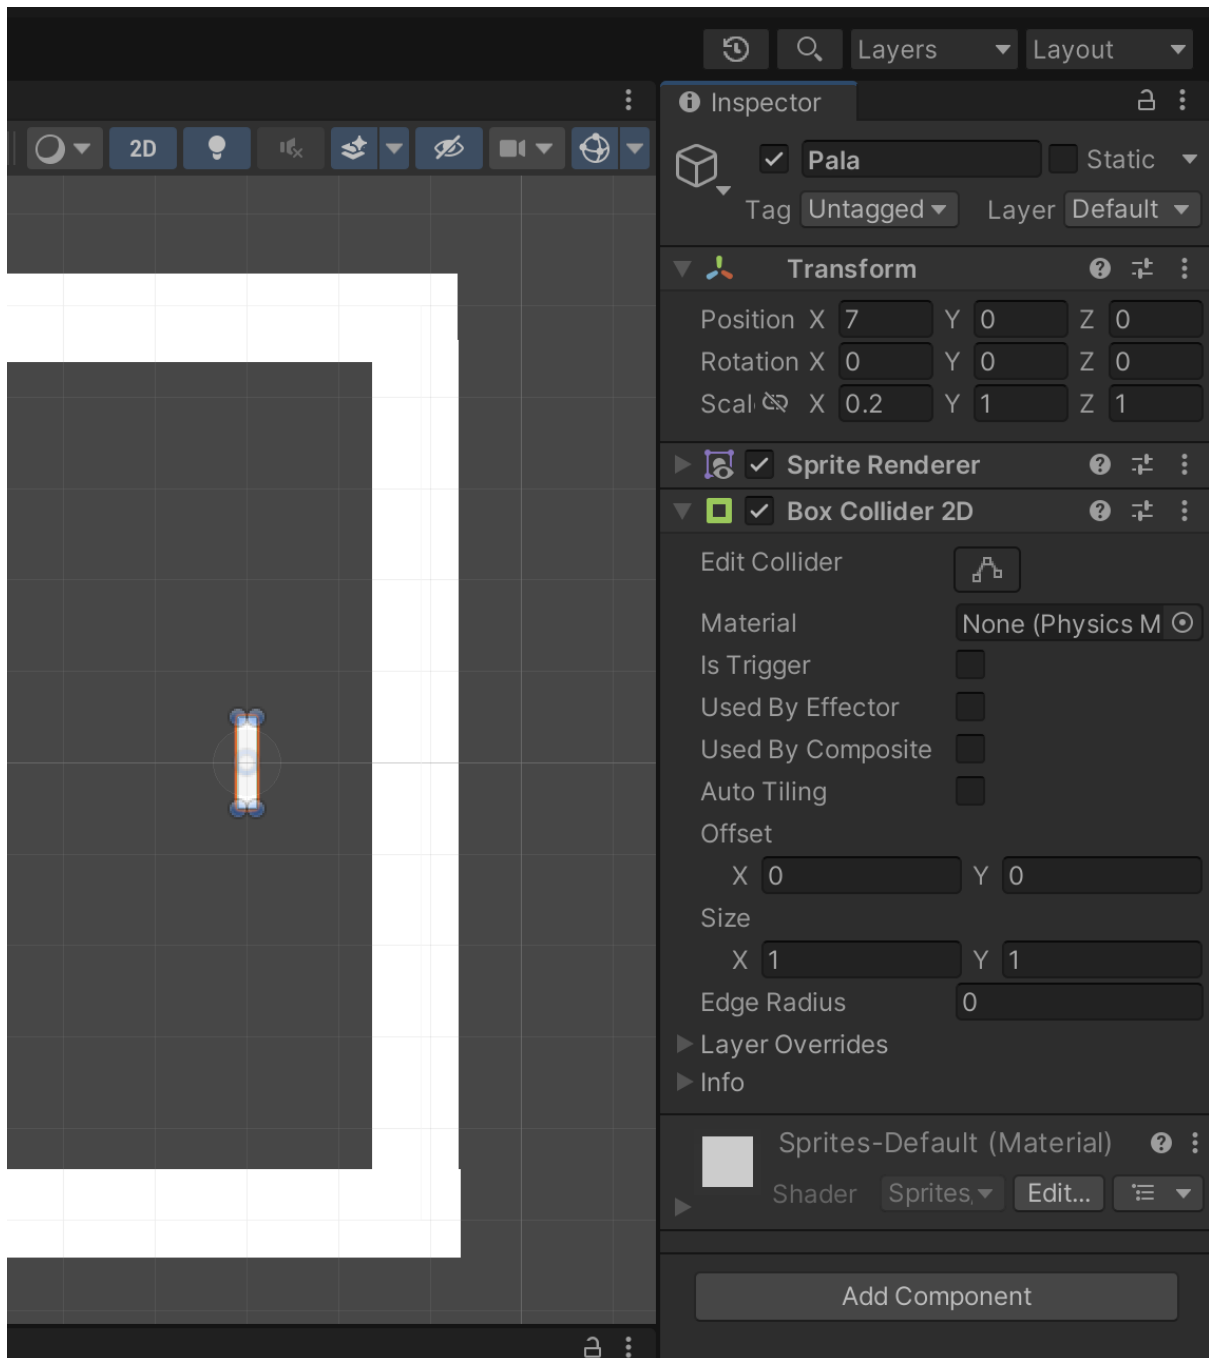 Layers Layout
Inspector
2D
Pala Static
Tag Untagged Layer Default
Transform
Position X 7 Y 0 Z 0
Rotation X 0 Y 0 Z 0
Scal X 0.2 Y 1 Z 1
Sprite Renderer
Box Collider 2D
Edit Collider
Material None (Physics M
Is Trigger
Used By Effector
Used By Composite
Auto Tiling
Offset
X 0 Y 0
Size
X 1 Y 1
Edge Radius 0
Layer Overrides
Info
Sprites-Default (Material)
Shader Sprites, Edit...
Add Component